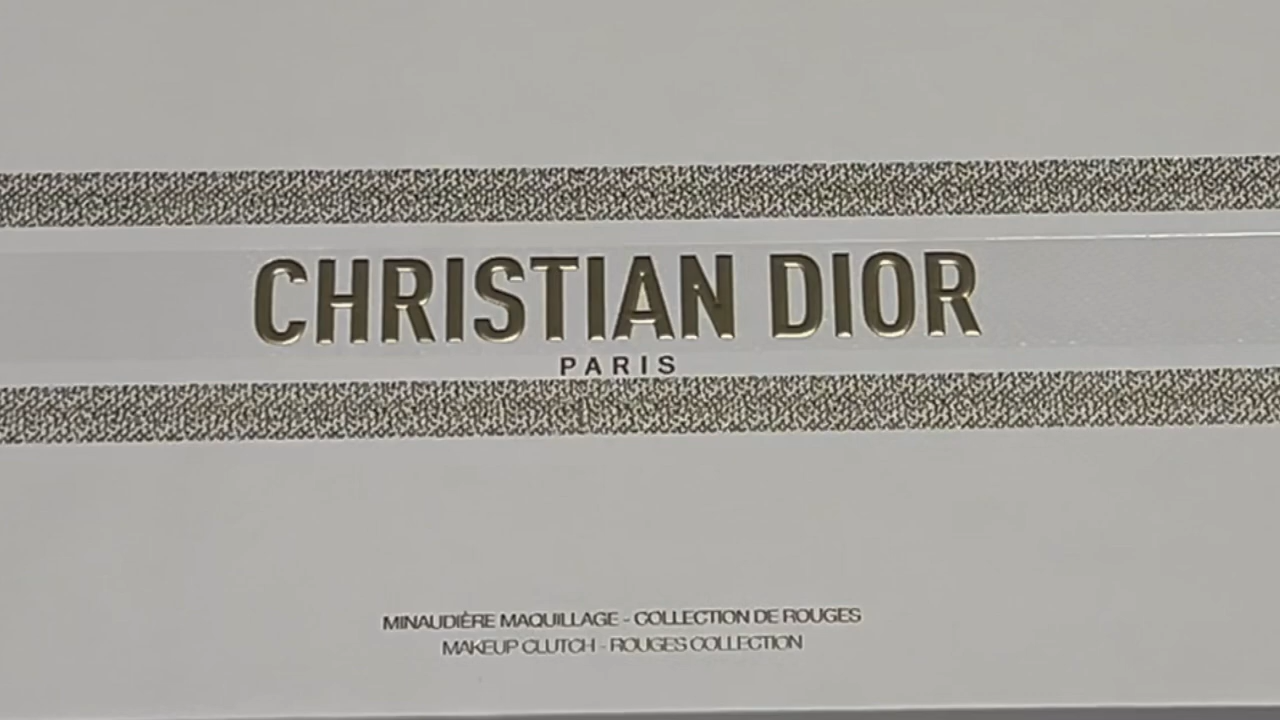 CHRISTIAN DIOR
PARIS
MINAUDIÈRE MAQUILLAGE - COLLECTION DE ROUGES
MAKEUP CLUTCH - ROUGES COLLECTION